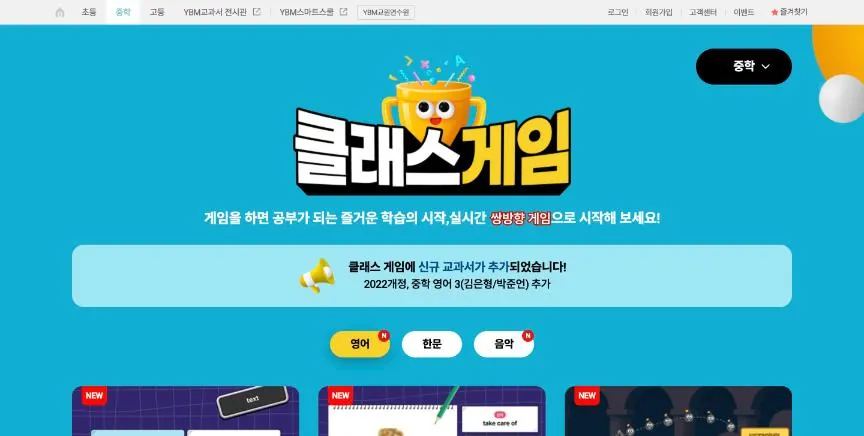 초등 중학 고등 YBM교과서 전시관 YBM스마트스쿨 YBM교원연수원 로그인 회원가입 고객센터 이벤트 즐겨찾기
중학
클래스게임
게임을 하면 공부가 되는 즐거운 학습의 시작,실시간 쌍방향 게임으로 시작해 보세요!
클래스 게임에 신규 교과서가 추가되었습니다!
2022개정, 중학 영어 3(김은형/박준언) 추가
영어 N 한문 음악 N
NEW NEW NEW
text
take care of